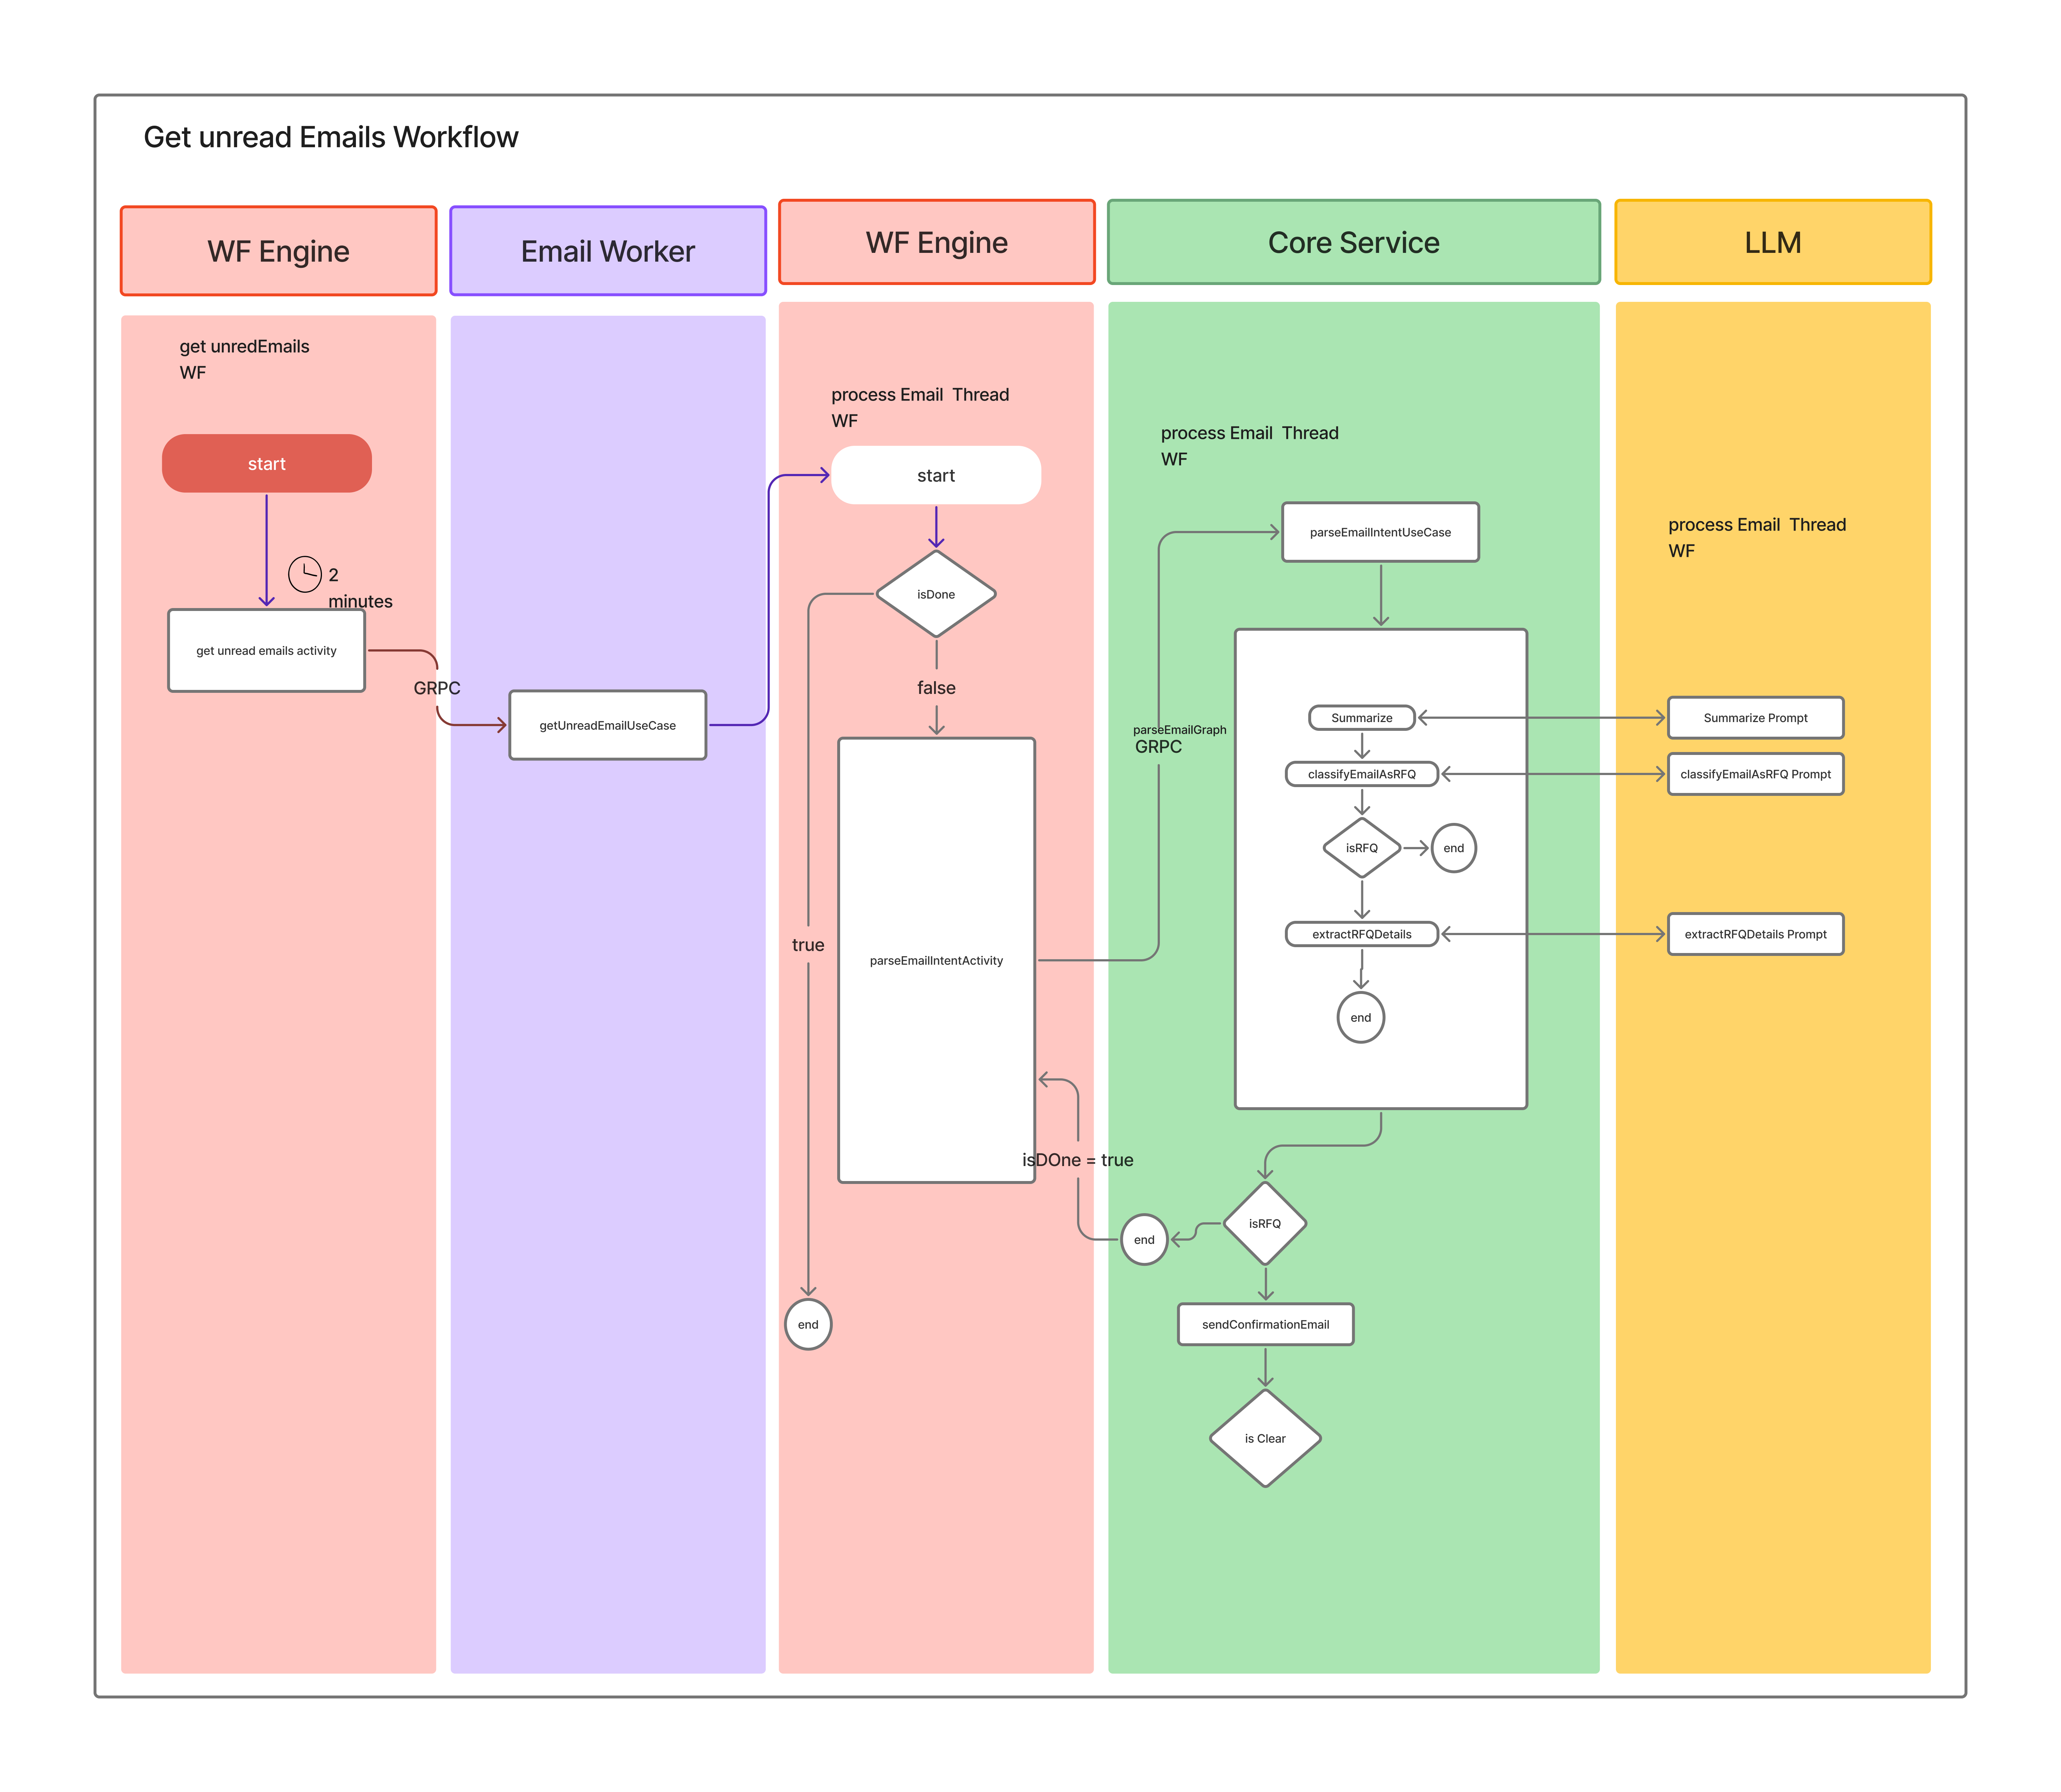 Get unread Emails Workflow
WF Engine
Email Worker
WF Engine
Core Service
LLM
get unredEmails
WF
start
2
minutes
get unread emails activity
GRPC
getUnreadEmailUseCase
process Email  Thread
WF
start
isDone
false
true
parseEmailIntentActivity
isDOne = true
end
process Email  Thread
WF
parseEmailIntentUseCase
parseEmailGraph
GRPC
Summarize
classifyEmailAsRFQ
isRFQ
end
extractRFQDetails
end
isRFQ
end
sendConfirmationEmail
is Clear
process Email  Thread
WF
Summarize Prompt
classifyEmailAsRFQ Prompt
extractRFQDetails Prompt